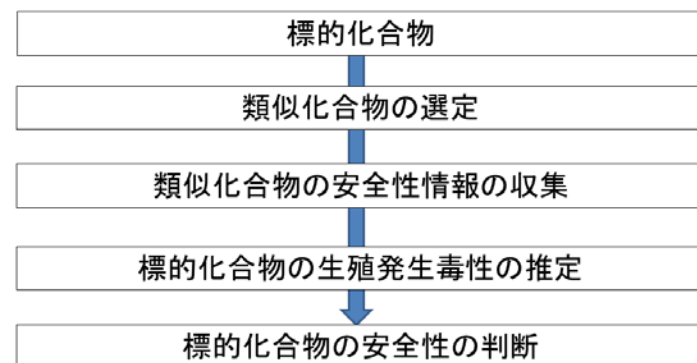 標的化合物
類似化合物の選定
類似化合物の安全性情報の収集
標的化合物の生殖発生毒性の推定
標的化合物の安全性の判断